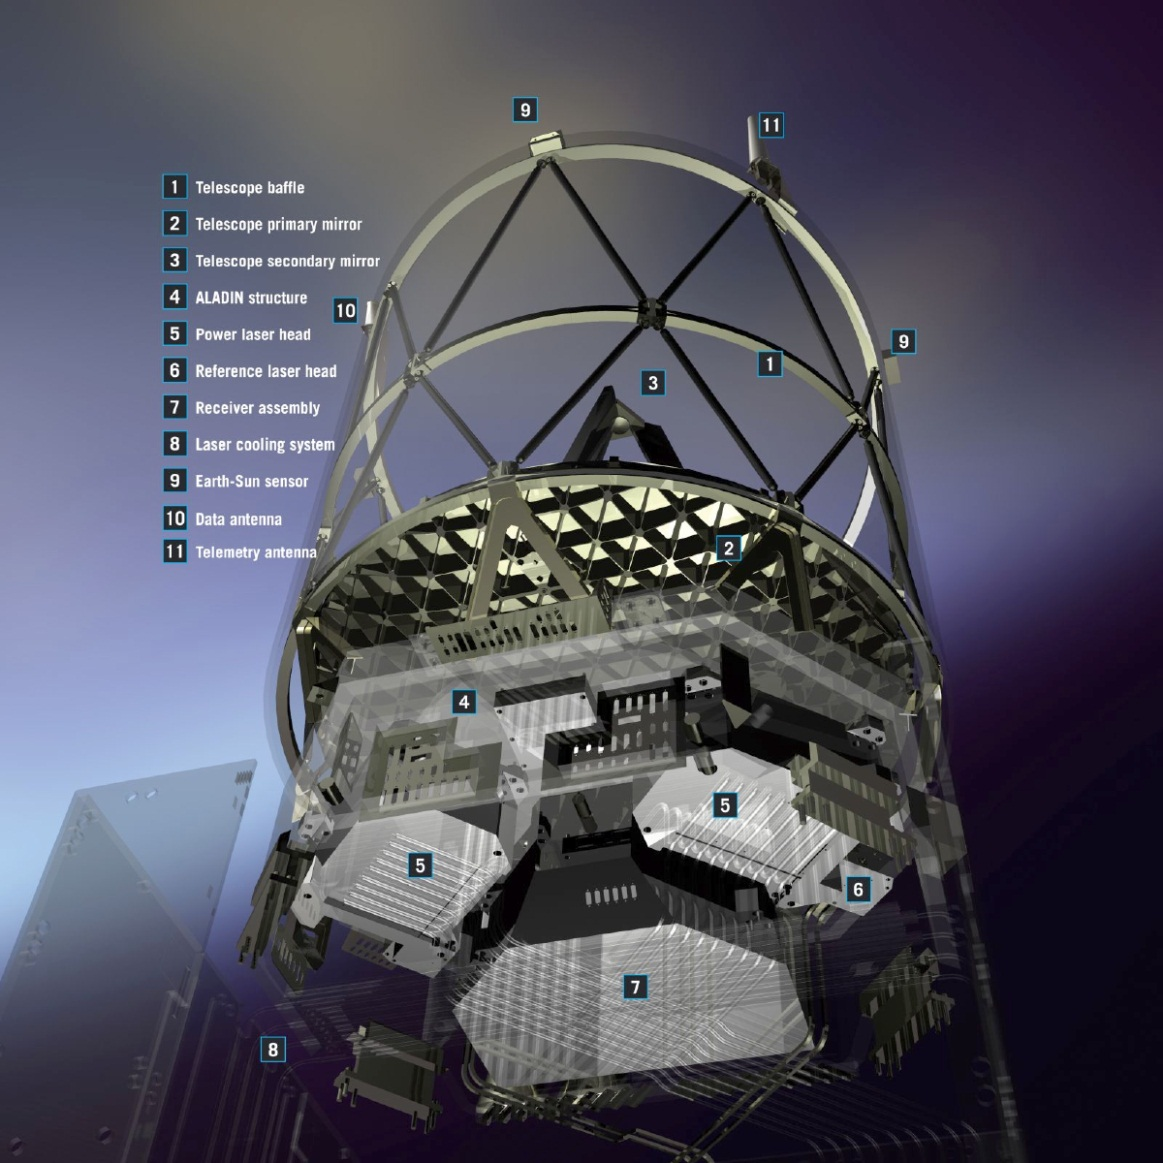 9
11
1 Telescope baffle
2 Telescope primary mirror
3 Telescope secondary mirror
4 ALADIN structure
10
5 Power laser head
9
6 Reference laser head
1
3
7 Receiver assembly
8 Laser cooling system
9 Earth-Sun sensor
10 Data antenna
11 Telemetry antenna
2
4
5
5
6
7
8